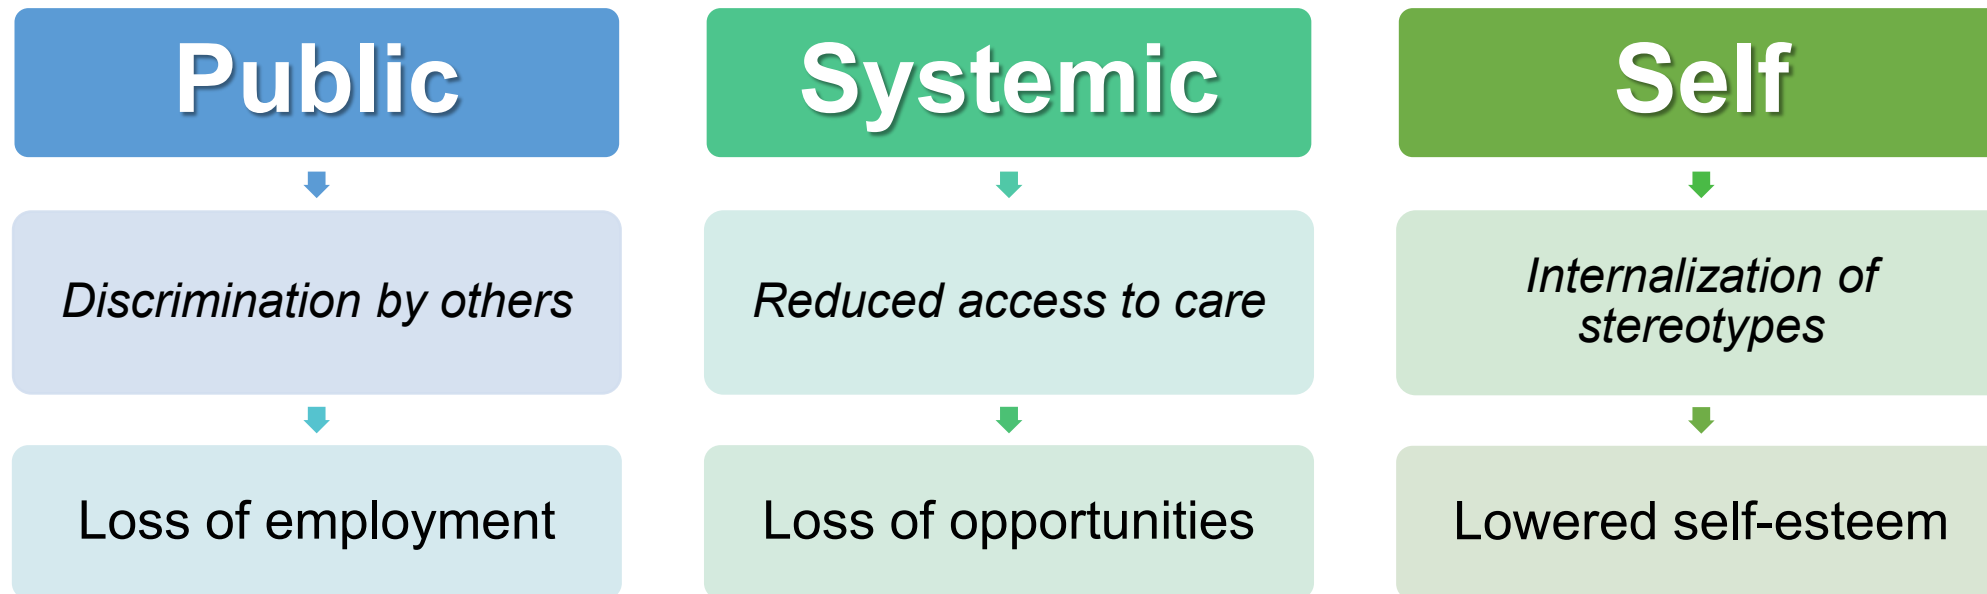 Public
Discrimination by others
Loss of employment
Systemic
Reduced access to care
Loss of opportunities
Self
Internalization of
stereotypes
Lowered self-esteem